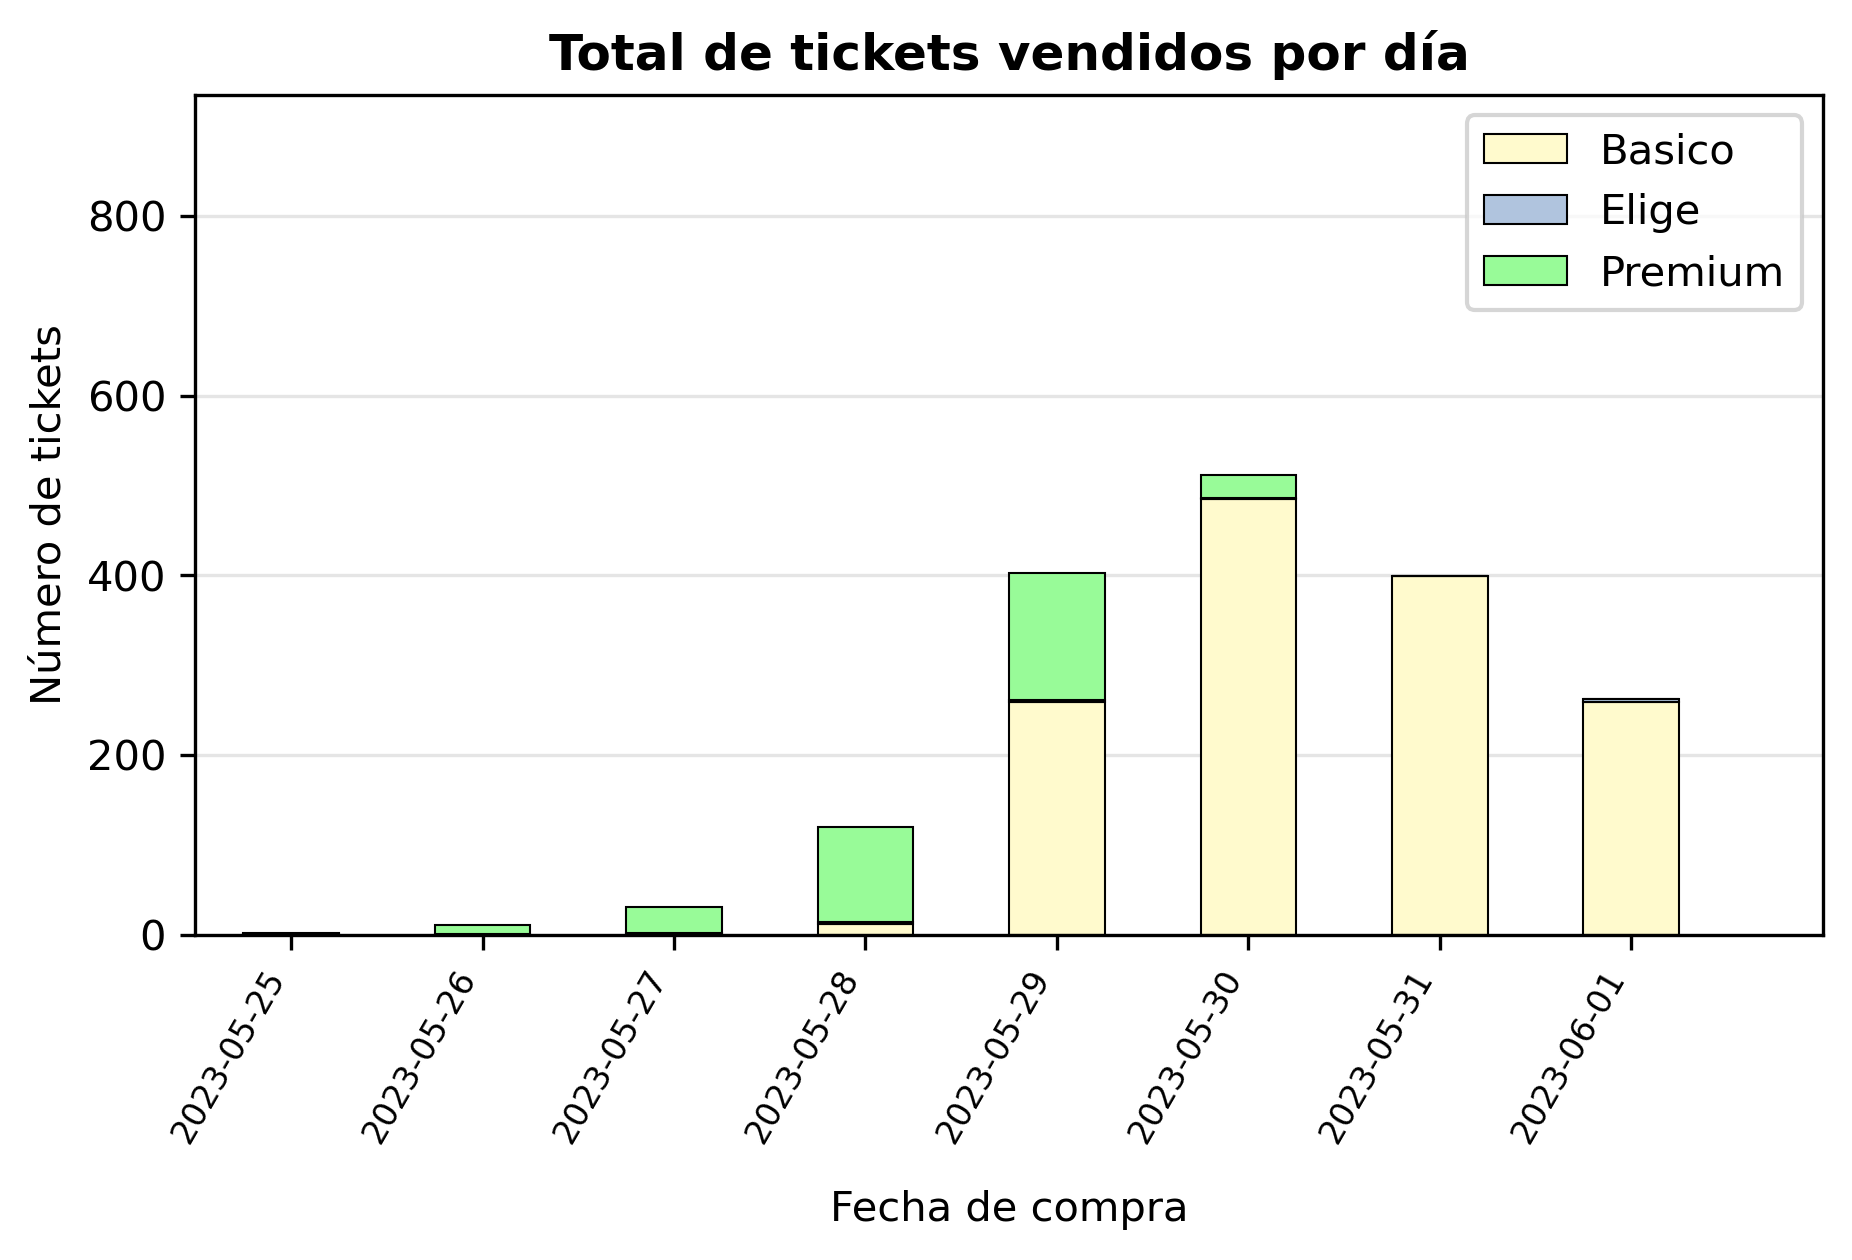 Total de tickets vendidos por día
Basico
Elige
Premium
Número de tickets
800
600
400
200
0
2023-05-25
2023-05-26
2023-05-27
2023-05-28
2023-05-29
2023-05-30
2023-05-31
2023-06-01
Fecha de compra